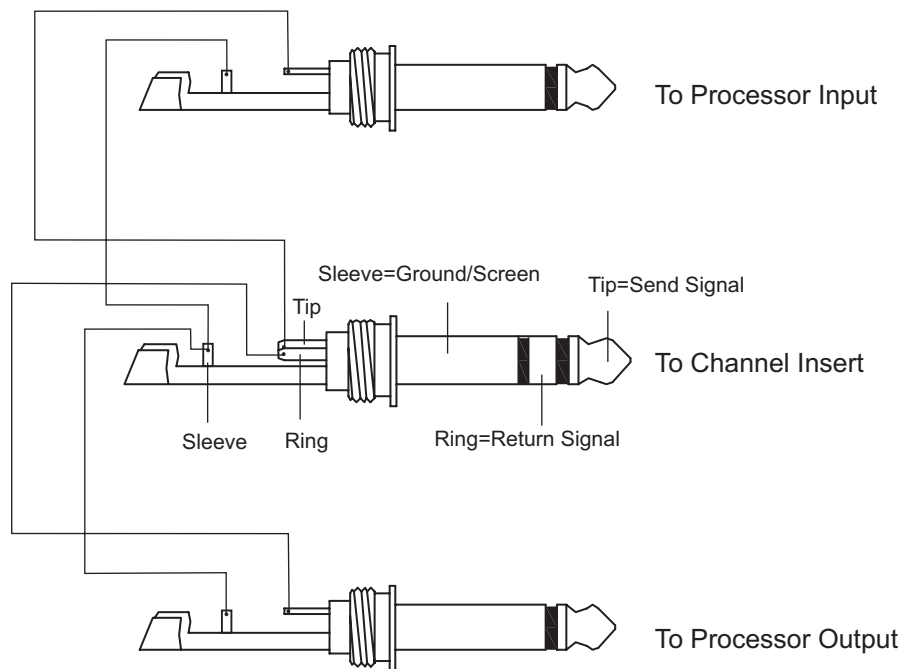 To Processor Input
Sleeve=Ground/Screen
Tip=Send Signal
Tip
To Channel Insert
Sleeve
Ring
Ring=Return Signal
To Processor Output